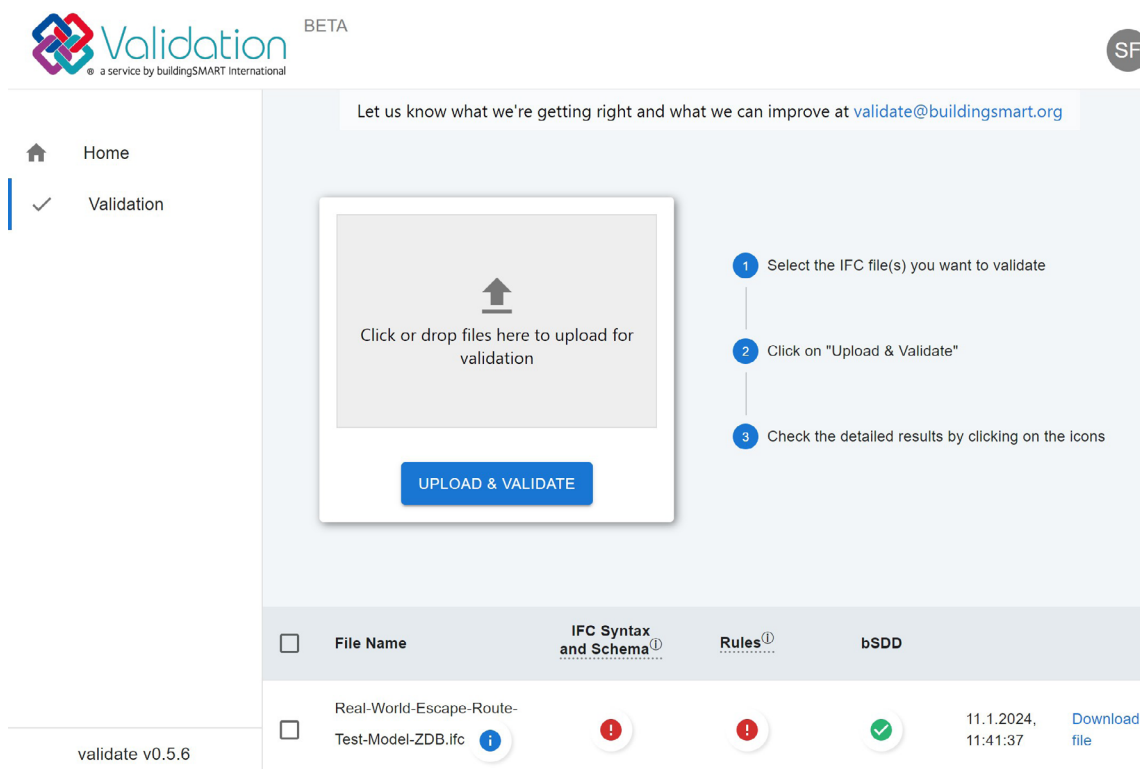 Validation
® a service by buildingSMART International
BETA
SF
Let us know what we're getting right and what we can improve at validate@buildingsmart.org
Home
Validation
Click or drop files here to upload for
validation
UPLOAD & VALIDATE
1 Select the IFC file(s) you want to validate
2 Click on "Upload & Validate"
3 Check the detailed results by clicking on the icons
File Name
IFC Syntax
and Schema ⓘ
Rules ⓘ
bSDD
Real-World-Escape-Route-
Test-Model-ZDB.ifc
11.1.2024,
11:41:37
Download
file
validate v0.5.6